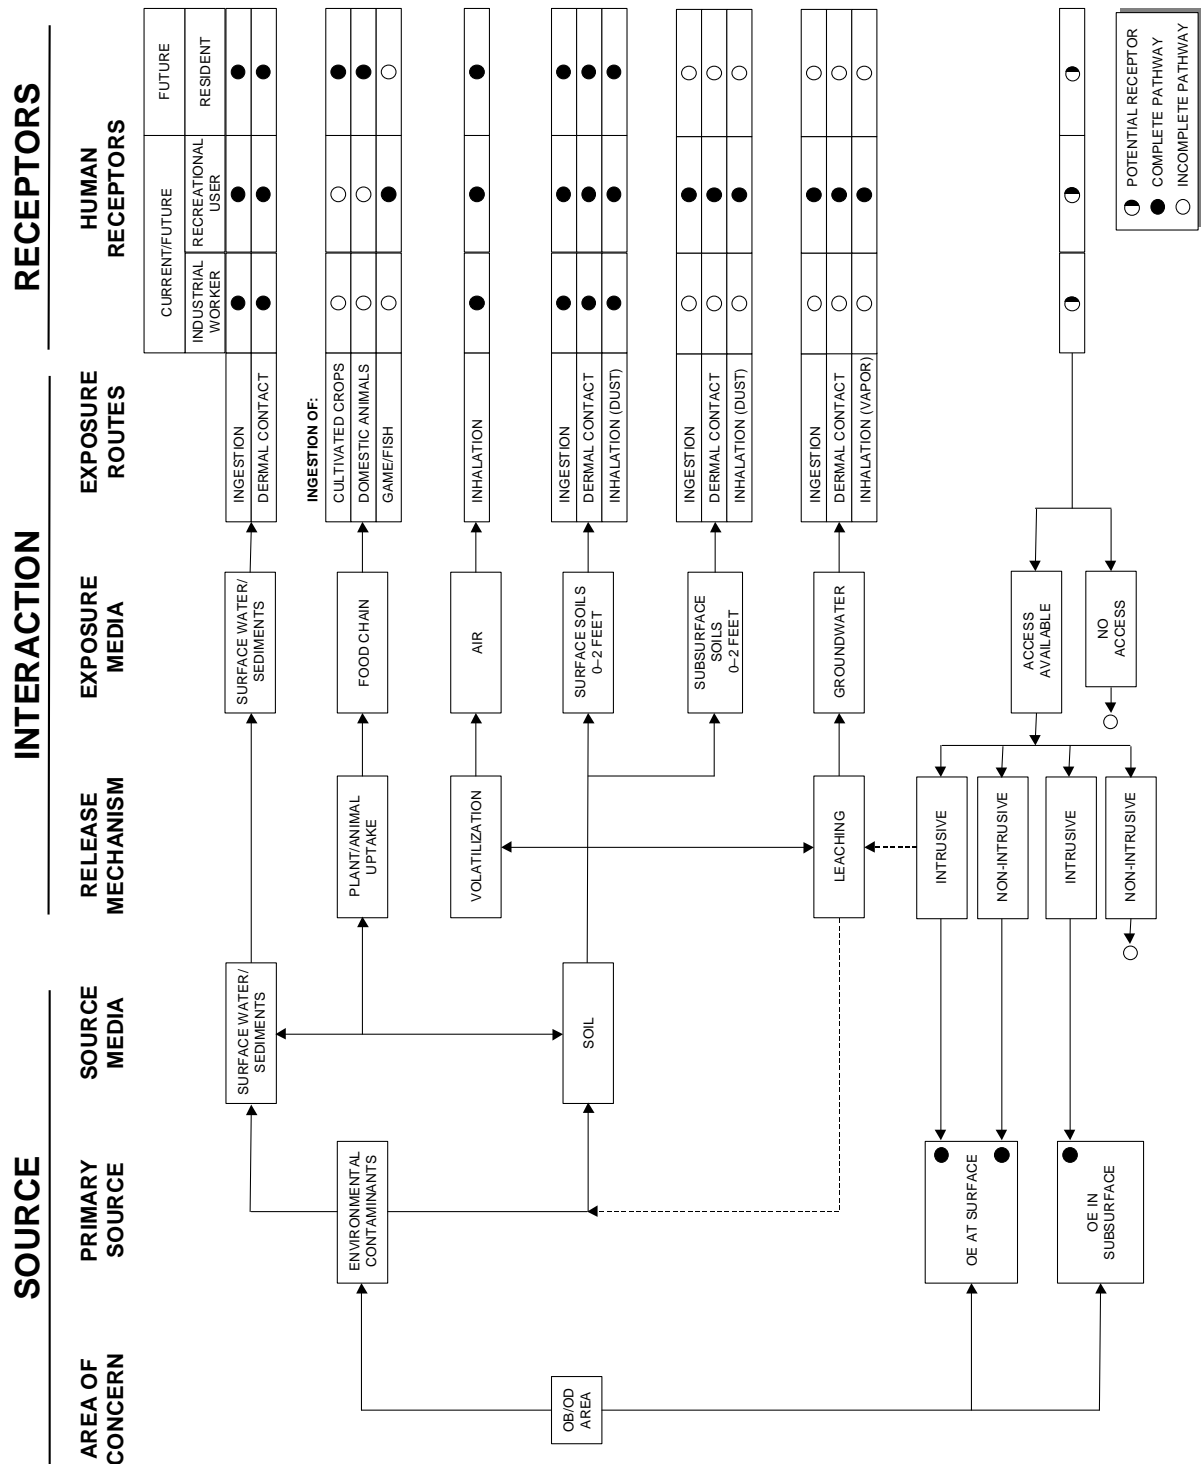 SOURCE
INTERACTION
RECEPTORS
AREA OF
CONCERN
PRIMARY
SOURCE
SOURCE
MEDIA
RELEASE
MECHANISM
EXPOSURE
MEDIA
EXPOSURE
ROUTES
HUMAN
RECEPTORS
CURRENT/FUTURE
FUTURE
INDUSTRIAL
WORKER
RECREATIONAL
USER
RESIDENT
SURFACE WATER/
SEDIMENTS
SURFACE WATER/
SEDIMENTS
INGESTION
DERMAL CONTACT
ENVIRONMENTAL
CONTAMINANTS
PLANT/ANIMAL
UPTAKE
FOOD CHAIN
INGESTION OF:
CULTIVATED CROPS
DOMESTIC ANIMALS
GAME/FISH
VOLATILIZATION
AIR
INHALATION
OB/OD
AREA
SOIL
SURFACE SOILS
0–2 FEET
INGESTION
DERMAL CONTACT
INHALATION (DUST)
SUBSURFACE
SOILS
0–2 FEET
INGESTION
DERMAL CONTACT
INHALATION (DUST)
LEACHING
GROUNDWATER
INGESTION
DERMAL CONTACT
INHALATION (VAPOR)
OE AT SURFACE
INTRUSIVE
NON-INTRUSIVE
ACCESS
AVAILABLE
OE IN
SUBSURFACE
INTRUSIVE
NON-INTRUSIVE
NO
ACCESS
POTENTIAL RECEPTOR
COMPLETE PATHWAY
INCOMPLETE PATHWAY